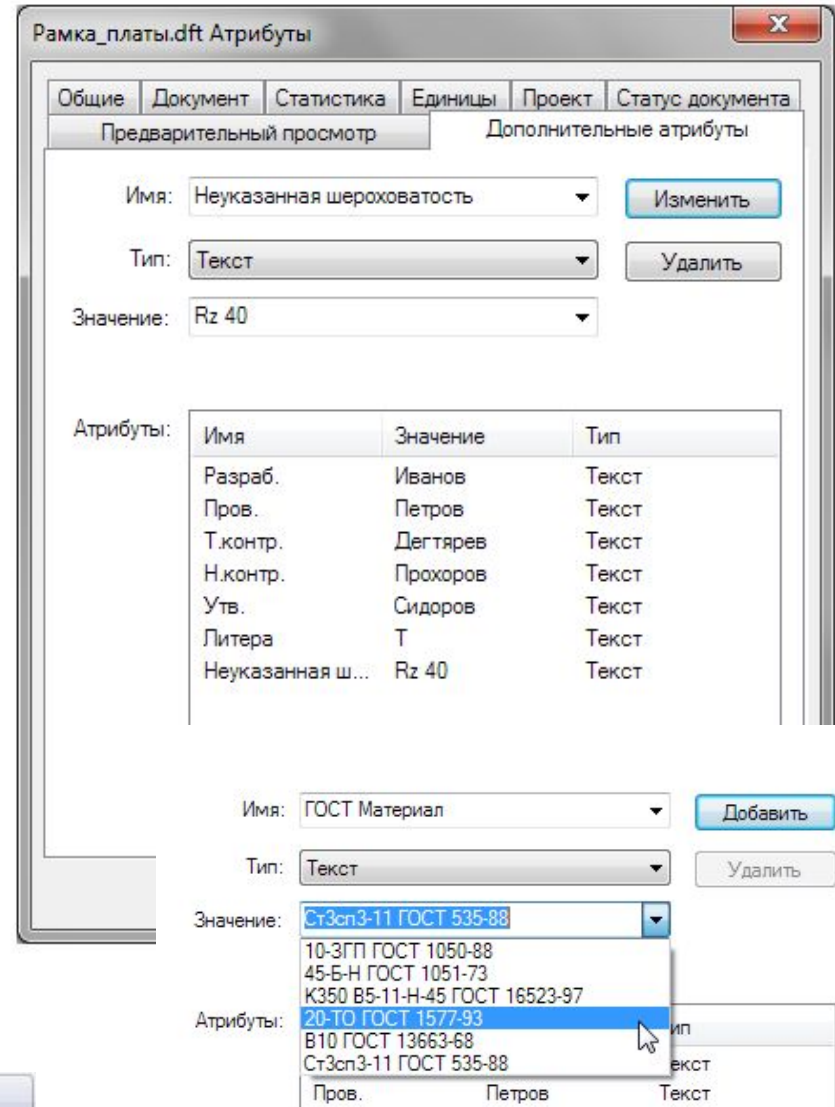 Рамка_платы.dft Атрибуты
Общие Документ Статистика Единицы Проект Статус документа
Предварительный просмотр Дополнительные атрибуты
Имя: Неуказанная шероховатость Изменить
Тип: Текст Удалить
Значение: Rz 40
Атрибуты: Имя Значение Тип
Разраб. Иванов Текст
Пров. Петров Текст
Т.контр. Дегтярев Текст
Н.контр. Прохоров Текст
Утв. Сидоров Текст
Литера Т Текст
Неуказанная ш... Rz 40 Текст
Имя: ГОСТ Материал Добавить
Тип: Текст Удалить
Значение: Ст3сп3-11 ГОСТ 535-88
10-3ГП ГОСТ 1050-88
45-Б-Н ГОСТ 1051-73
К350 В5-11-Н-45 ГОСТ 16523-97
Атрибуты: 20-ТО ГОСТ 1577-93 ип
В10 ГОСТ 13663-68
Ст3сп3-11 ГОСТ 535-88 екст
Пров. Петров Текст